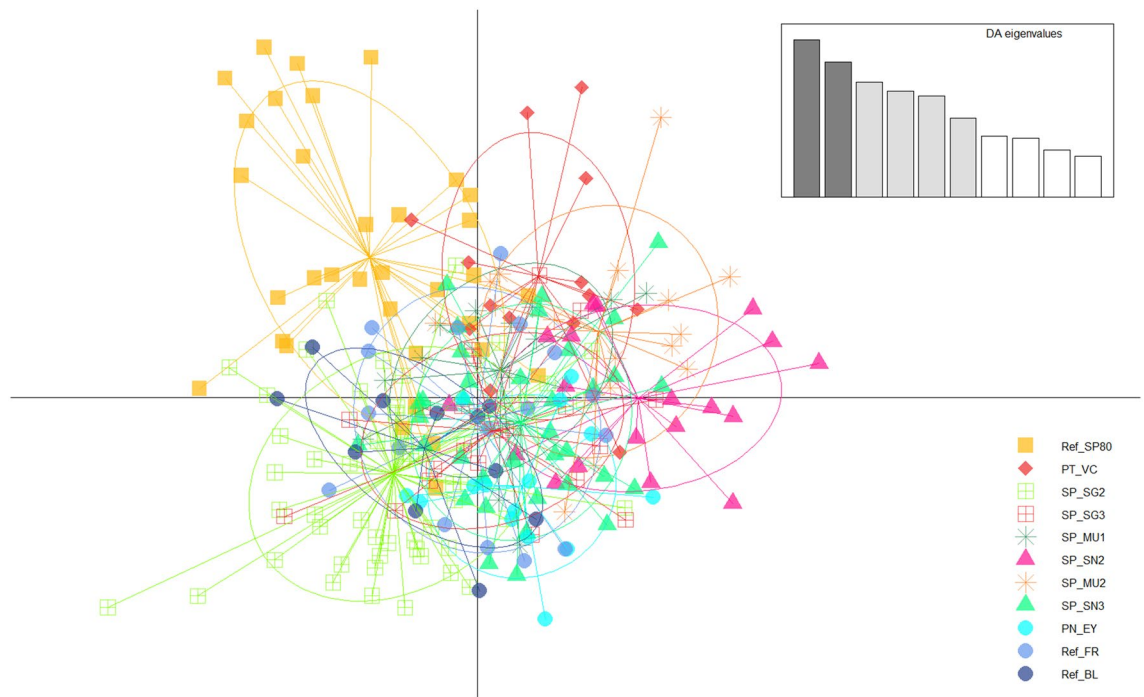 DA eigenvalues
Ref_SP80
PT_VC
SP_SG2
SP_SG3
SP_MU1
SP_SN2
SP_MU2
SP_SN3
PN_EY
Ref_FR
Ref_BL